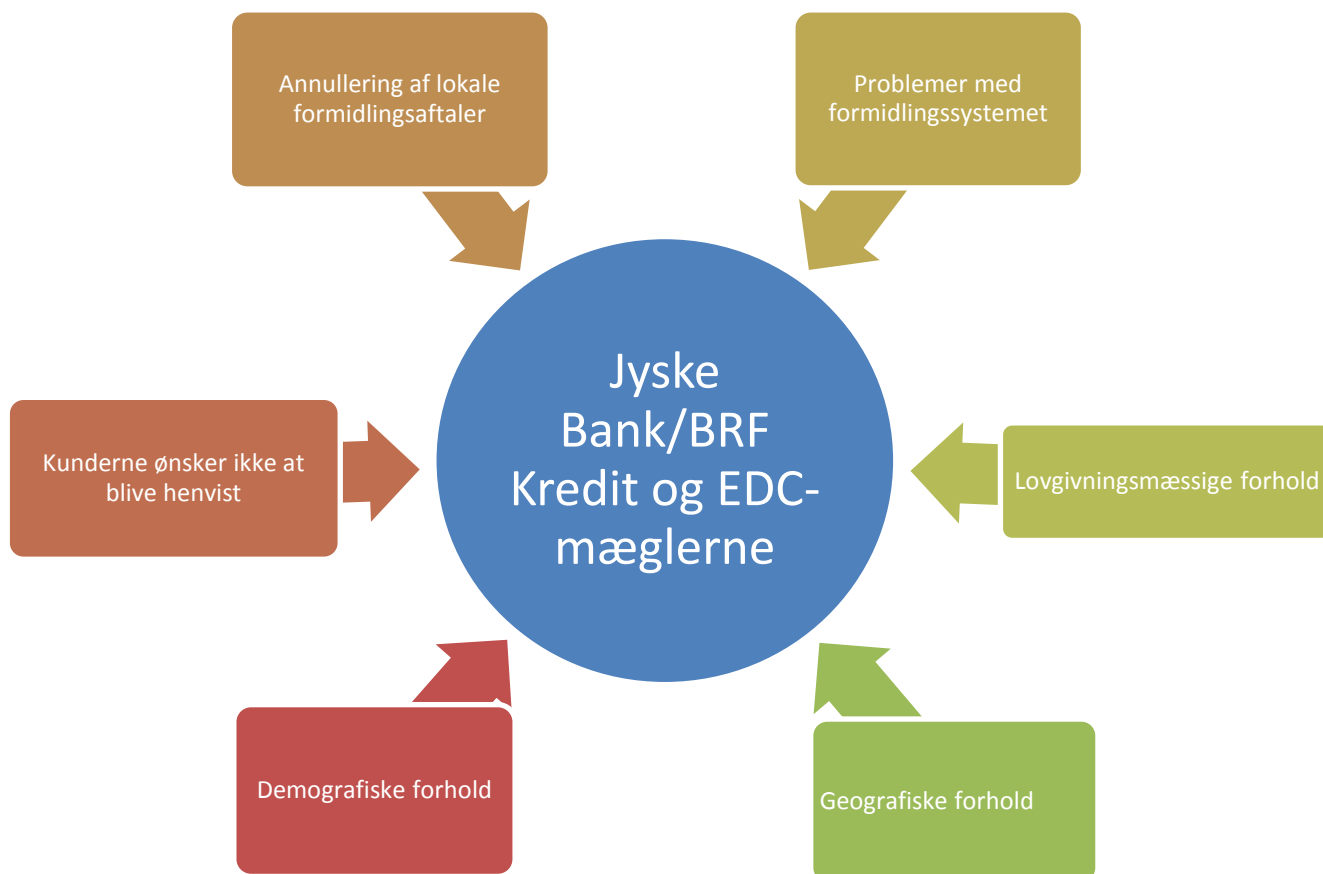 Annullering af lokale
formidlingsaftaler
Problemer med
formidlingssystemet
Jyske
Bank/BRF
Kredit og EDC-
mæglerne
Kunderne ønsker ikke at
blive henvist
Lovgivningsmæssige forhold
Demografiske forhold
Geografiske forhold